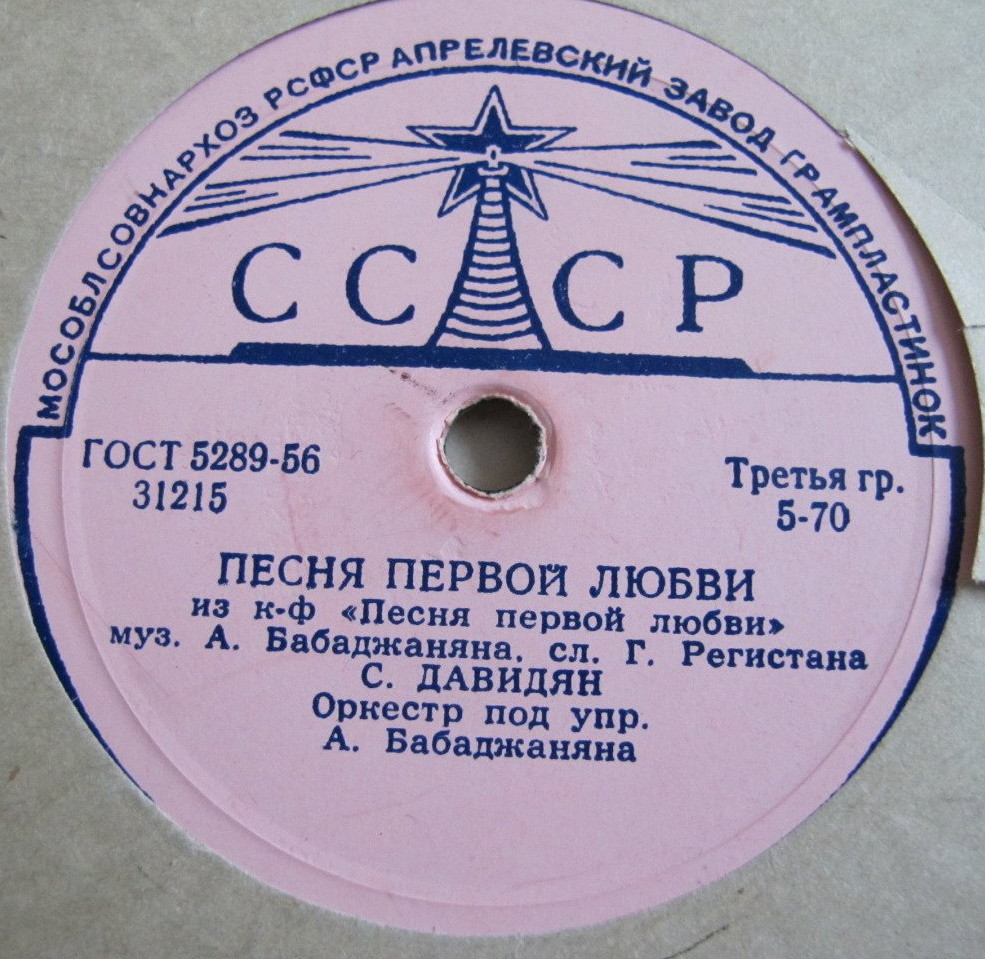 МОСОБЛСОВНАРХОЗ РСФСР АПРЕЛЕВСКИЙ ЗАВОД ГРАМПЛАСТИНОК
СССР
ГОСТ 5289-56
31215
Третья гр.
5-70
ПЕСНЯ ПЕРВОЙ ЛЮБВИ
из к-ф «Песня первой любви»
муз. А. Бабаджаняна, сл. Г. Регистана
С. ДАВИДЯН
Оркестр под упр.
А. Бабаджаняна